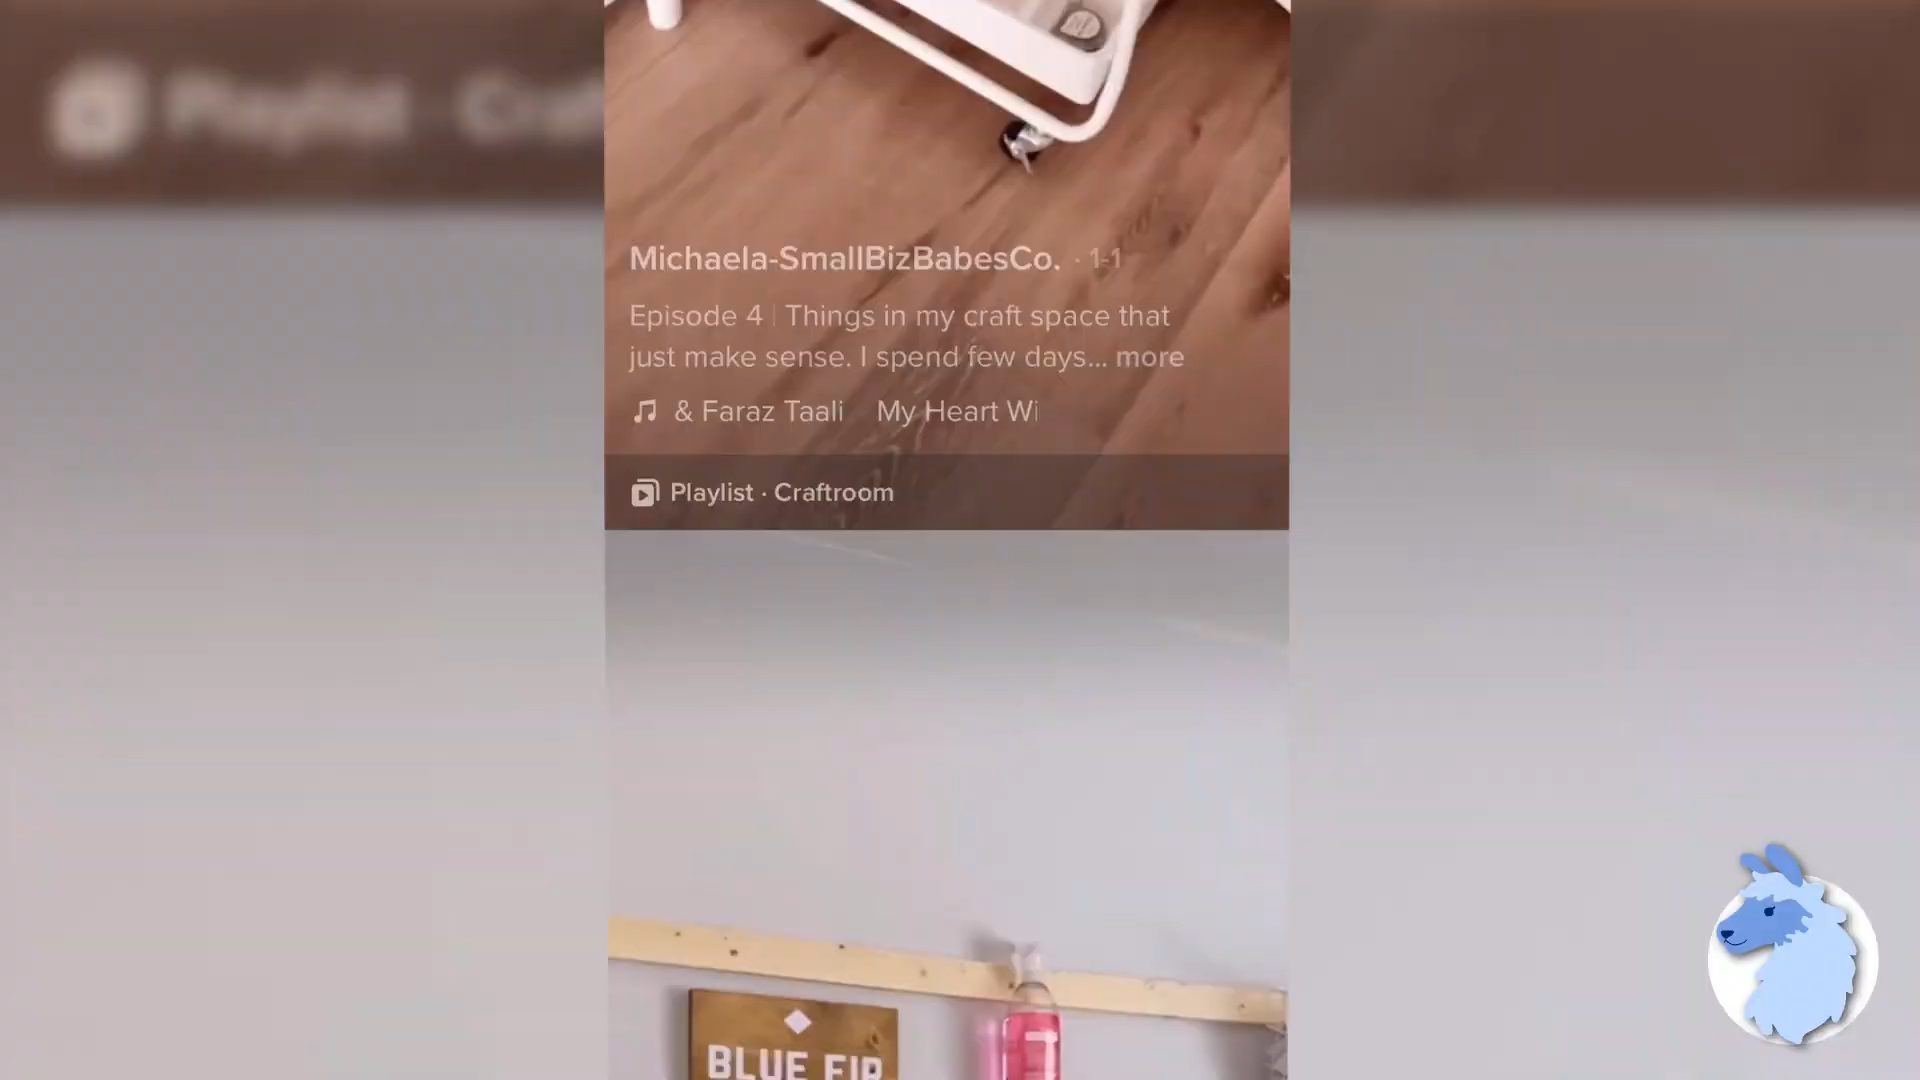 Michaela-SmallBizBabesCo. · 1-1
Episode 4 | Things in my craft space that
just make sense. I spend few days... more
& Faraz Taali My Heart Wi
Playlist · Craftroom
BLUE FIR